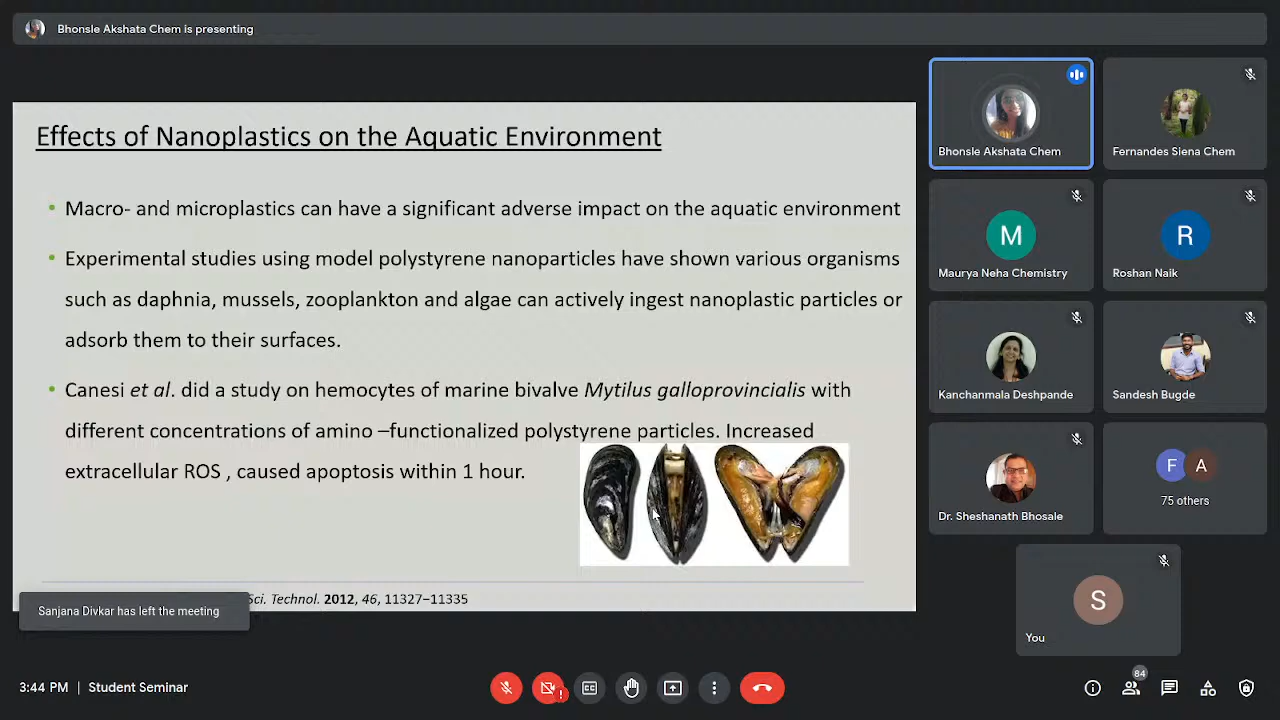 Bhonsle Akshata Chem is presenting
Effects of Nanoplastics on the Aquatic Environment
• Macro- and microplastics can have a significant adverse impact on the aquatic environment
• Experimental studies using model polystyrene nanoparticles have shown various organisms
such as daphnia, mussels, zooplankton and algae can actively ingest nanoplastic particles or
adsorb them to their surfaces.
• Canesi et al. did a study on hemocytes of marine bivalve Mytilus galloprovincialis with
different concentrations of amino –functionalized polystyrene particles. Increased
extracellular ROS , caused apoptosis within 1 hour.
Sci. Technol. 2012, 46, 11327−11335
Sanjana Divkar has left the meeting
Bhonsle Akshata Chem
Fernandes Siena Chem
M
Maurya Neha Chemistry
R
Roshan Naik
Kanchanmala Deshpande
Sandesh Bugde
Dr. Sheshanath Bhosale
F A
75 others
S
You
3:44 PM | Student Seminar
CC
84